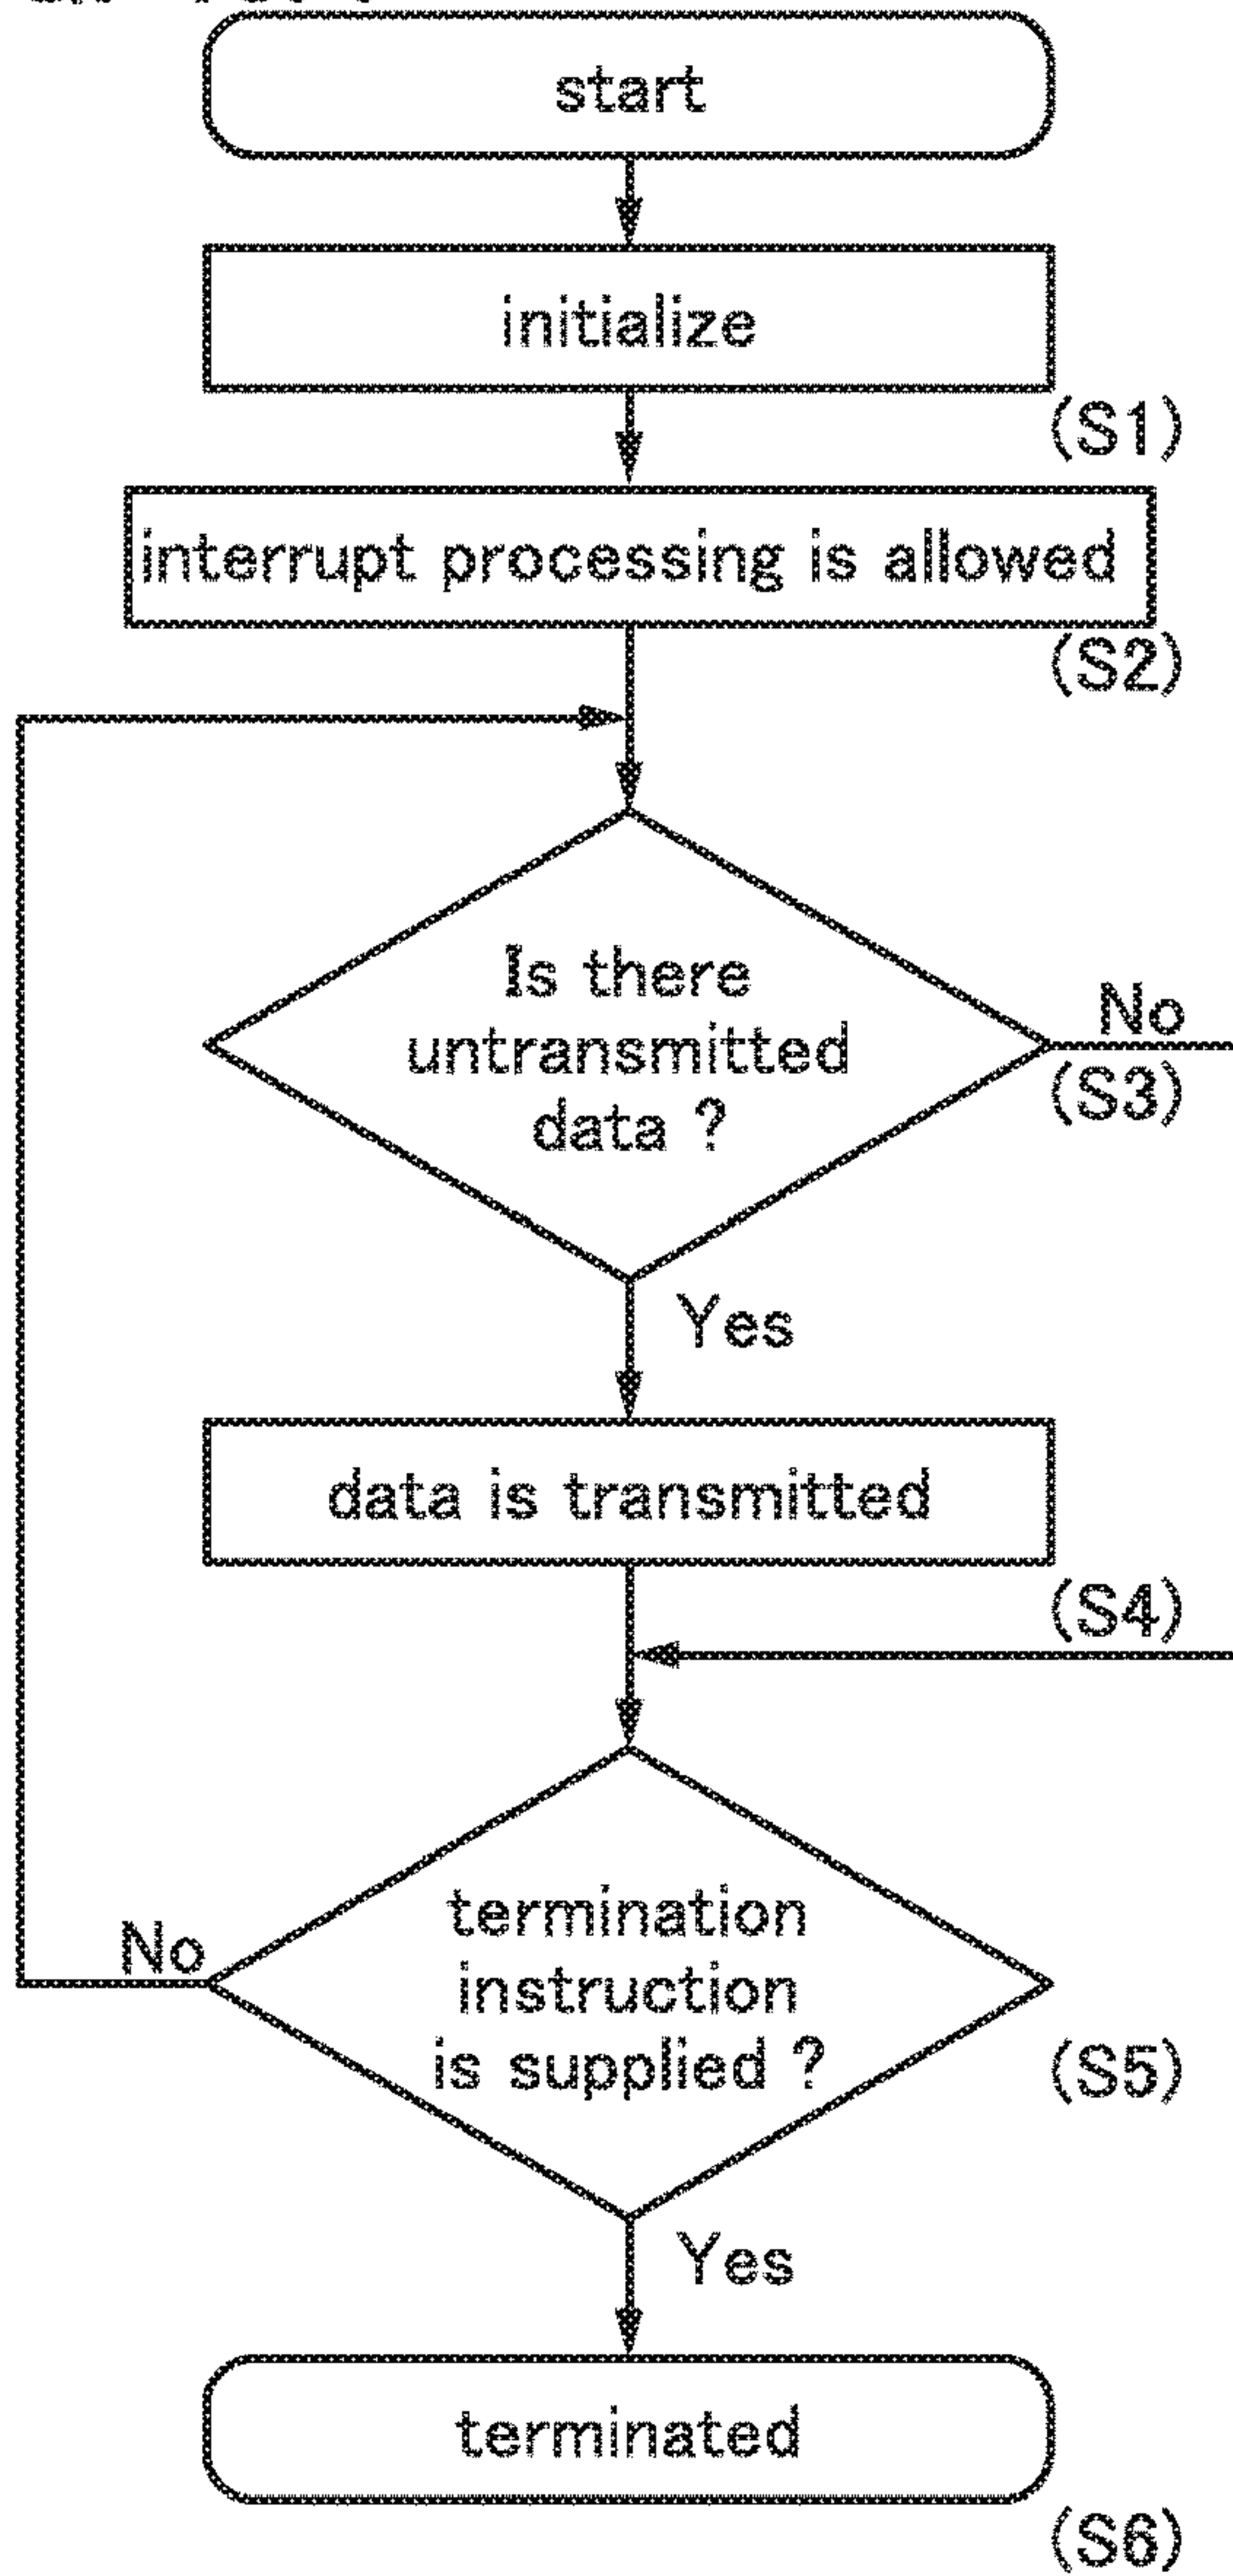 start
initialize
(S1)
interrupt processing is allowed
(S2)
Is there
untransmitted
data ?
No
(S3)
Yes
data is transmitted
(S4)
termination
instruction
is supplied ?
No
(S5)
Yes
terminated
(S6)